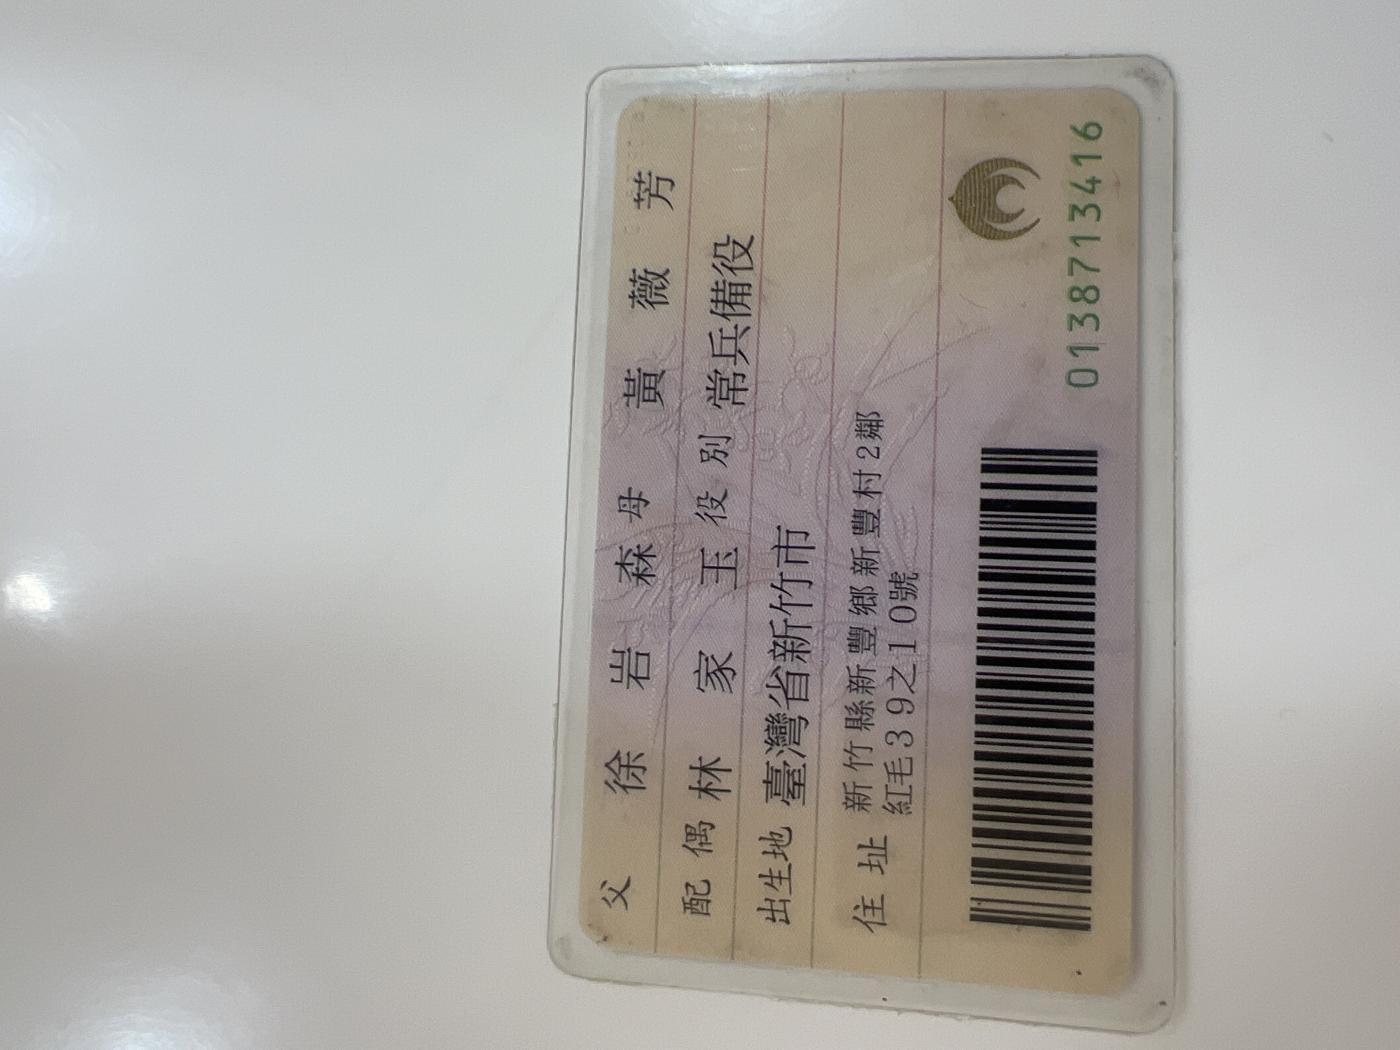 父 徐岩森 母 黃薇芳
配偶 林家玉 役別 常兵備役
出生地 臺灣省新竹市
住址 新竹縣新豐鄉新豐村2鄰
紅毛39之10號
0138713416